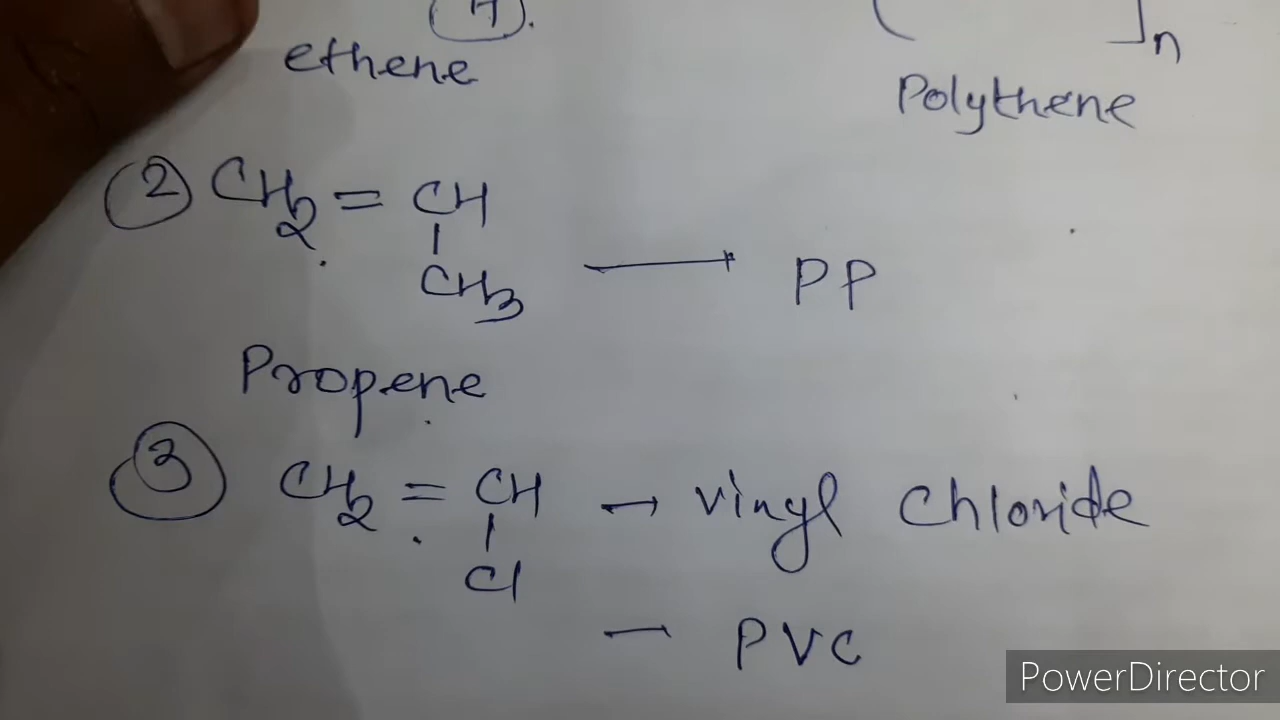 H
n
ethene
Polythene
2 CH2 = CH
CH3
PP
Propene
3 CH2 = CH → vinyl chloride
Cl
— PVC
PowerDirector